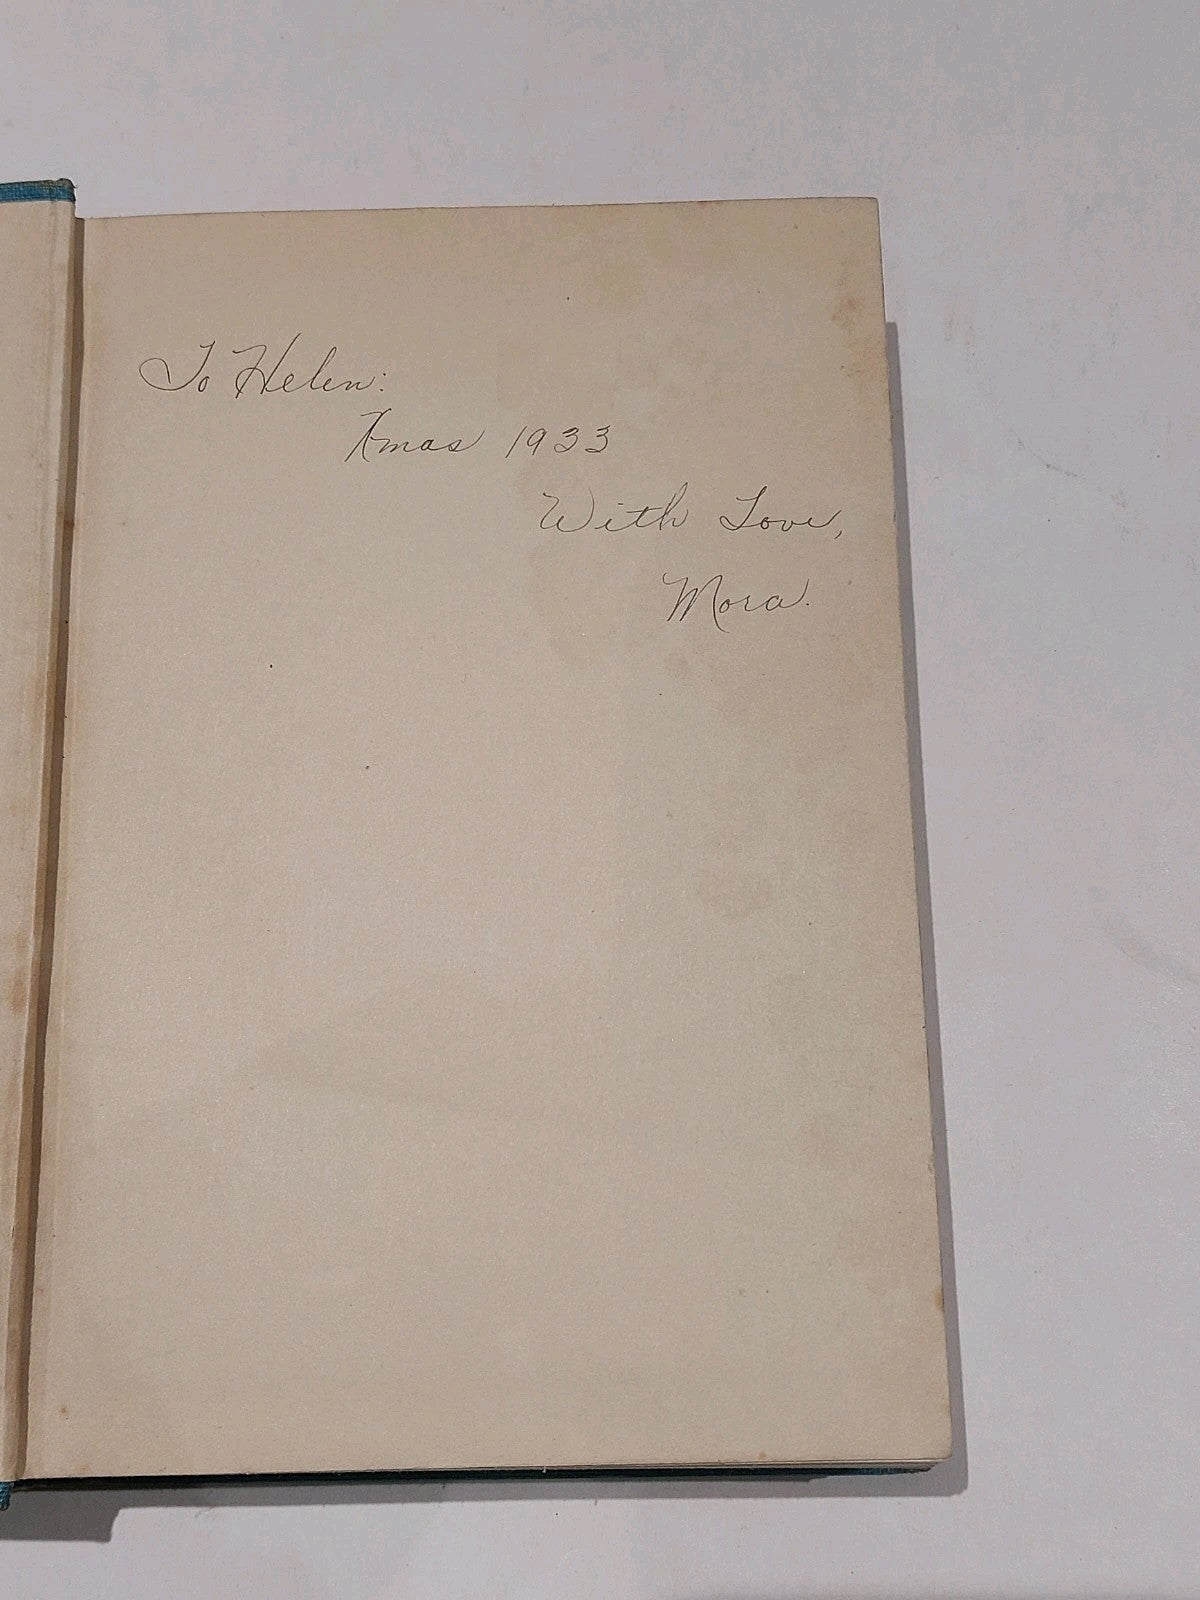 To Helen:
Xmas 1933
With Love,
Mora.